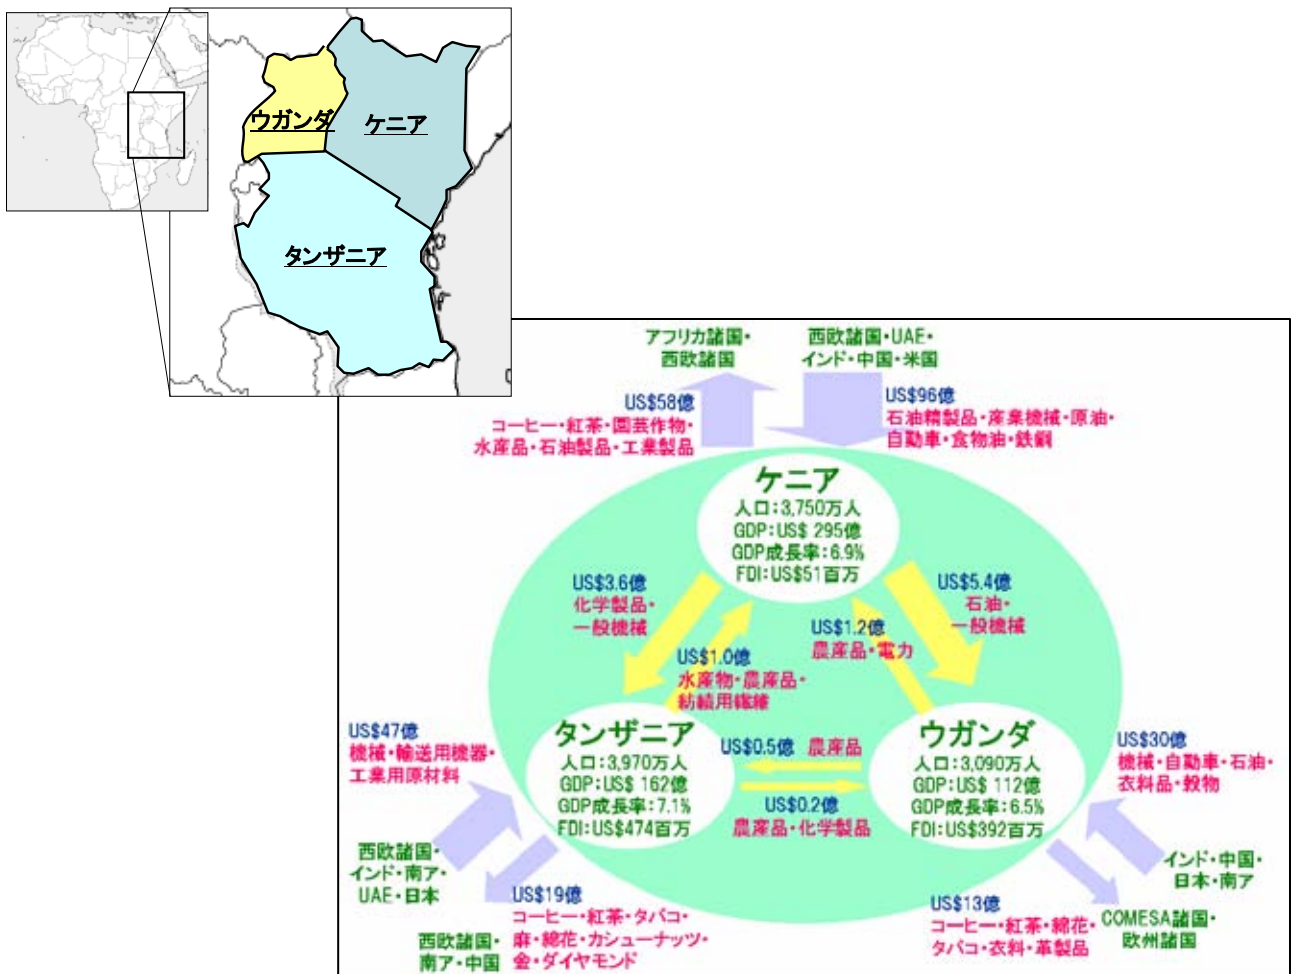 ウガンダ
ケニア
タンザニア
アフリカ諸国・
西欧諸国
西欧諸国・UAE・
インド・中国・米国
US$58億
コーヒー・紅茶・園芸作物・
水産品・石油製品・工業製品
US$96億
石油精製品・産業機械・原油・
自動車・食物油・鉄鋼
ケニア
人口:3,750万人
GDP:US$ 295億
GDP成長率:6.9%
FDI:US$51百万
US$3.6億
化学製品・
一般機械
US$5.4億
石油・
一般機械
US$1.0億
水産物・農産品・
紡績用繊維
US$1.2億
農産品・電力
タンザニア
人口:3,970万人
GDP:US$ 162億
GDP成長率:7.1%
FDI:US$474百万
US$0.5億 農産品
US$0.2億
農産品・化学製品
ウガンダ
人口:3,090万人
GDP:US$ 112億
GDP成長率:6.5%
FDI:US$392百万
US$47億
機械・輸送用機器・
工業用原材料
西欧諸国・
インド・南ア・
UAE・日本
US$19億
コーヒー・紅茶・タバコ・
麻・綿花・カシューナッツ・
金・ダイヤモンド
西欧諸国・
南ア・中国
US$30億
機械・自動車・石油・
衣料品・穀物
インド・中国・
日本・南ア
US$13億
コーヒー・紅茶・綿花・
タバコ・衣料・革製品
COMESA諸国・
欧州諸国